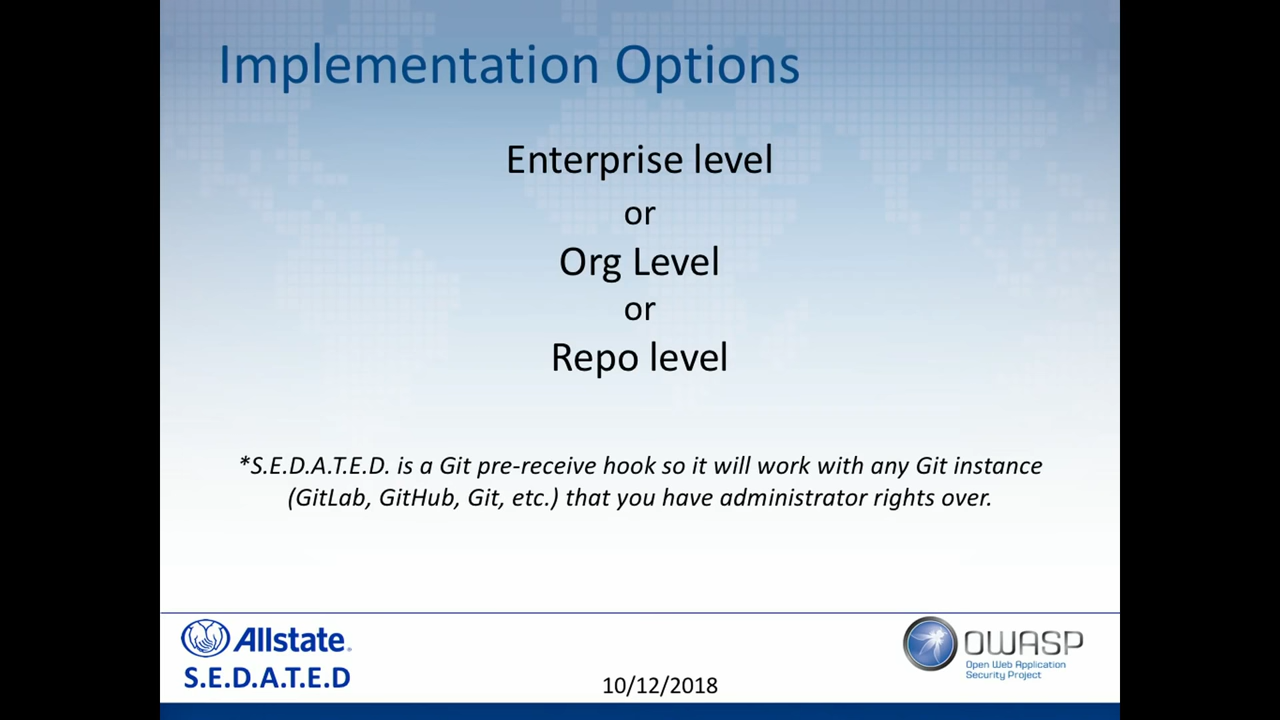 Implementation Options
Enterprise level
or
Org Level
or
Repo level
*S.E.D.A.T.E.D. is a Git pre-receive hook so it will work with any Git instance
(GitLab, GitHub, Git, etc.) that you have administrator rights over.
Allstate®
S.E.D.A.T.E.D
10/12/2018
OWASP
Open Web Application
Security Project